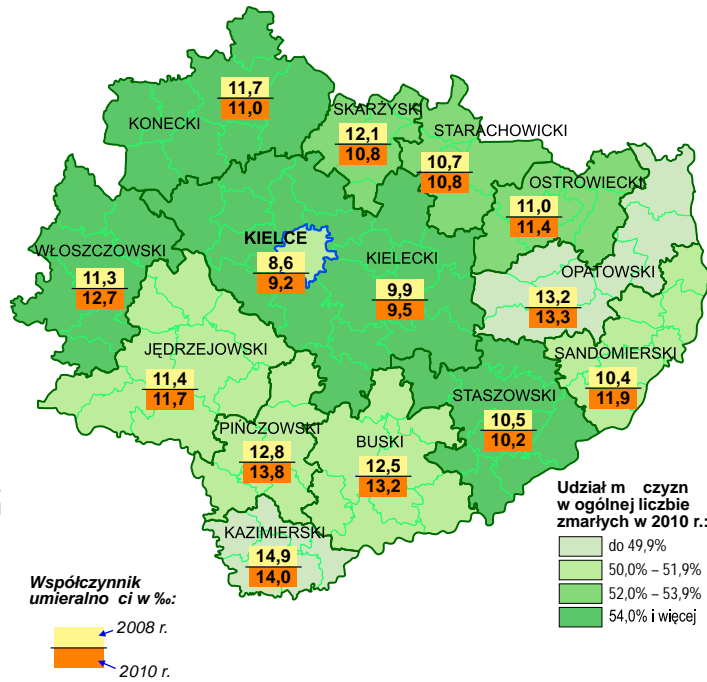 11,7
11,0
KONECKI
SKARŻYSKI
12,1
10,8
STARACHOWICKI
10,7
10,8
OSTROWIECKI
11,0
11,4
KIELCE
8,6
9,2
WŁOSZCZOWSKI
11,3
12,7
KIELECKI
9,9
9,5
OPATOWSKI
13,2
13,3
JĘDRZEJOWSKI
11,4
11,7
SANDOMIERSKI
10,4
11,9
STASZOWSKI
10,5
10,2
PIŃCZOWSKI
12,8
13,8
BUSKI
12,5
13,2
KAZIMIERSKI
14,9
14,0
Udział m czyzn
w ogólnej liczbie
zmarłych w 2010 r.:
do 49,9%
50,0% – 51,9%
52,0% – 53,9%
54,0% i więcej
Współczynnik
umieralno ci w ‰:
2008 r.
2010 r.